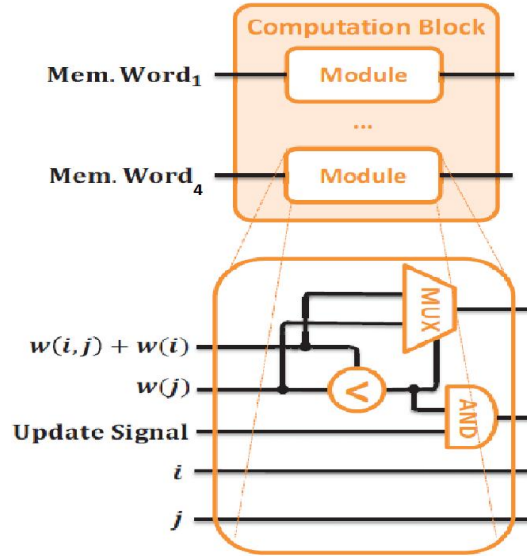 Computation Block
Mem. Word1
Module
...
Mem. Word4
Module
MUX
w(i,j) + w(i)
w(j)
V
AND
Update Signal
i
j